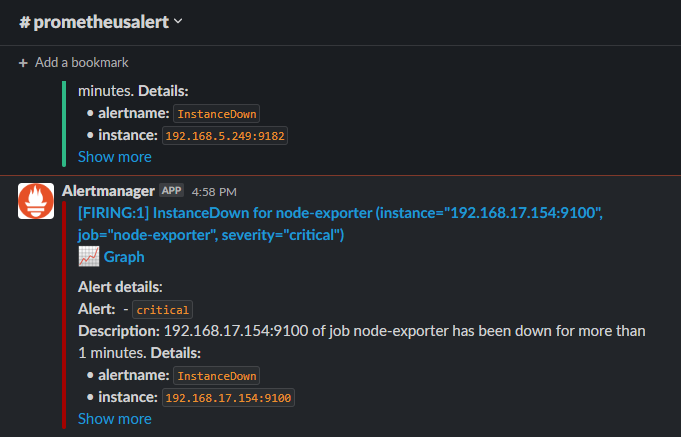 # prometheusalert
+ Add a bookmark
minutes. Details:
• alertname: InstanceDown
• instance: 192.168.5.249:9182
Show more
Alertmanager APP 4:58 PM
[FIRING:1] InstanceDown for node-exporter (instance="192.168.17.154:9100",
job="node-exporter", severity="critical")
Graph
Alert details:
Alert: - critical
Description: 192.168.17.154:9100 of job node-exporter has been down for more than
1 minutes. Details:
• alertname: InstanceDown
• instance: 192.168.17.154:9100
Show more